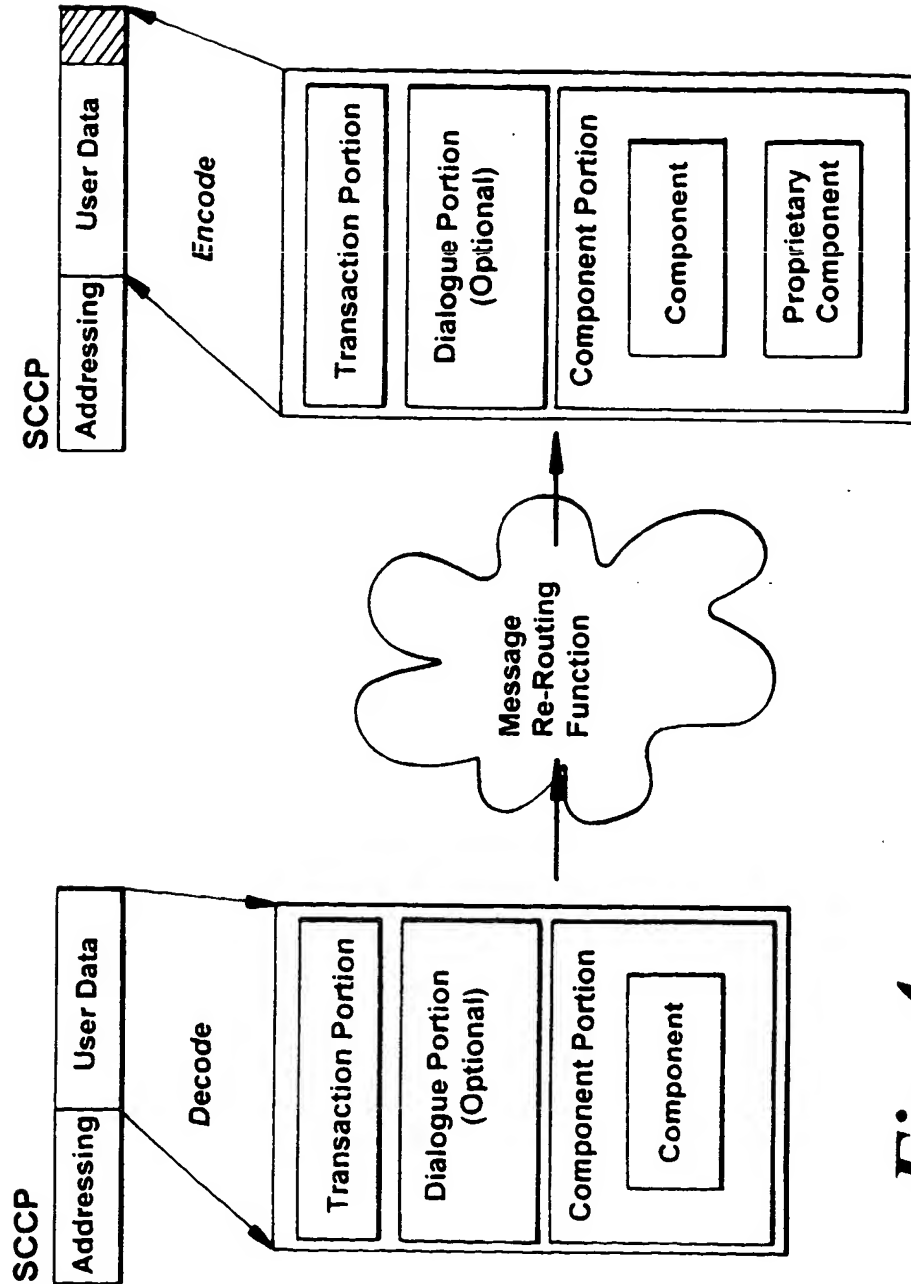 SCCP
Addressing
User Data
Decode
Transaction Portion
Dialogue Portion
(Optional)
Component Portion
Component
Message
Re-Routing
Function
SCCP
Addressing
User Data
Encode
Transaction Portion
Dialogue Portion
(Optional)
Component Portion
Component
Proprietary
Component